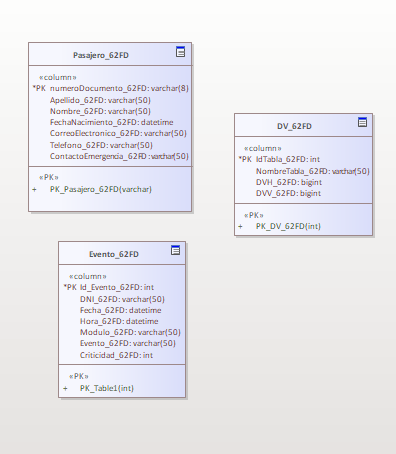 Pasajero_62FD
«column»
*PK numeroDocumento_62FD: varchar(8)
Apellido_62FD: varchar(50)
Nombre_62FD: varchar(50)
FechaNacimiento_62FD: datetime
CorreoElectronico_62FD: varchar(50)
Telefono_62FD: varchar(50)
ContactoEmergencia_62FD: varchar(50)
«PK»
+ PK_Pasajero_62FD(varchar)
DV_62FD
«column»
*PK IdTabla_62FD: int
NombreTabla_62FD: varchar(50)
DVH_62FD: bigint
DVV_62FD: bigint
«PK»
+ PK_DV_62FD(int)
Evento_62FD
«column»
*PK Id_Evento_62FD: int
DNI_62FD: varchar(50)
Fecha_62FD: datetime
Hora_62FD: datetime
Modulo_62FD: varchar(50)
Evento_62FD: varchar(50)
Criticidad_62FD: int
«PK»
+ PK_Table1(int)